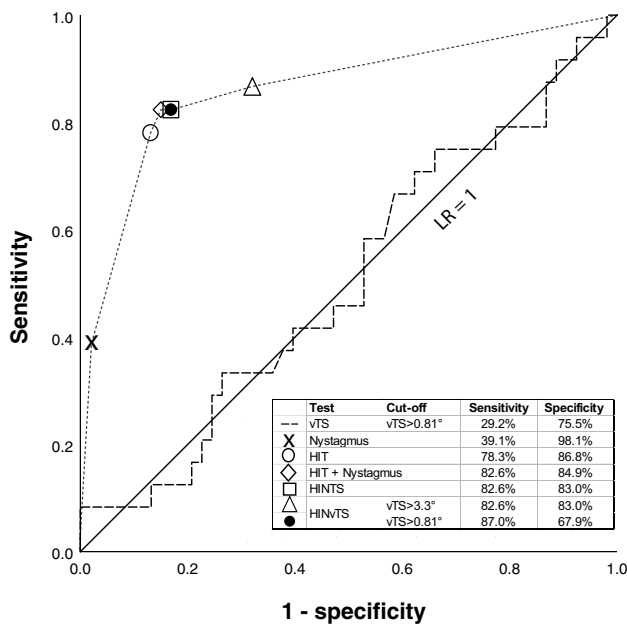 1.0
0.8
0.6
0.4
0.2
0.0
Sensitivity
LR = 1
Test Cut-off Sensitivity Specificity
vTS vTS>0.81° 29.2% 75.5%
X Nystagmus 39.1% 98.1%
HIT 78.3% 86.8%
HIT + Nystagmus 82.6% 84.9%
HINTS 82.6% 83.0%
HINvTS vTS>3.3° 82.6% 83.0%
vTS>0.81° 87.0% 67.9%
X
0.0 0.2 0.4 0.6 0.8 1.0
1 - specificity